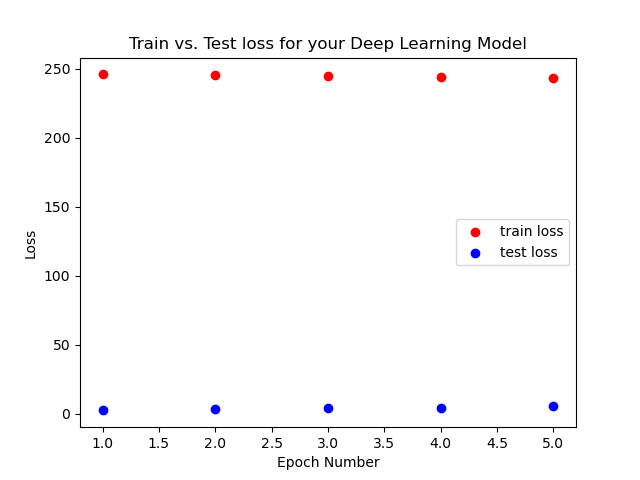 Train vs. Test loss for your Deep Learning Model
250
200
150
100
50
0
Loss
train loss
test loss
1.0 1.5 2.0 2.5 3.0 3.5 4.0 4.5 5.0
Epoch Number